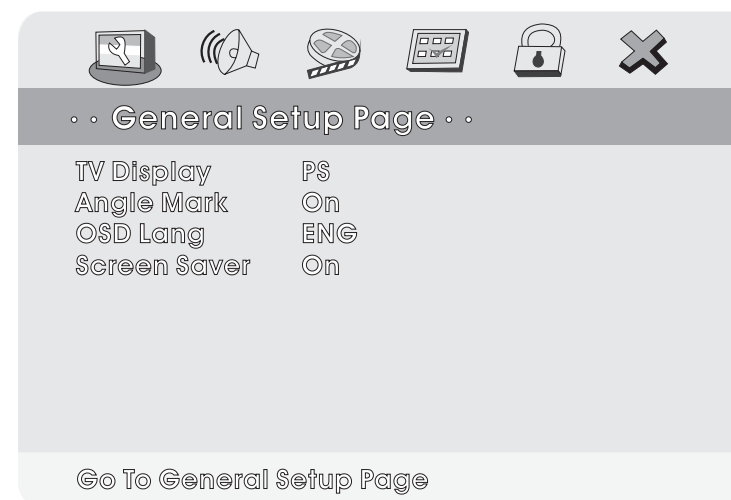 · · General Setup Page · ·
TV Display PS
Angle Mark On
OSD Lang ENG
Screen Saver On
Go To General Setup Page